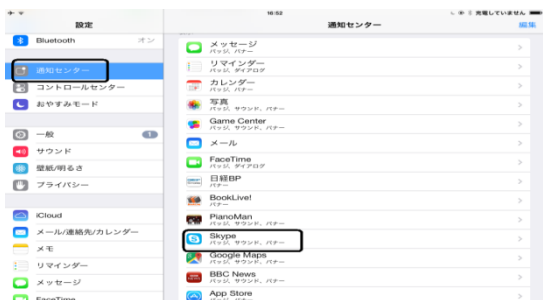 16:02
充電していません
設定
通知センター
編集
Bluetooth
オン
通知センター
コントロールセンター
おやすみモード
一般
1
サウンド
壁紙/明るさ
プライバシー
iCloud
メール/連絡先/カレンダー
メモ
リマインダー
メッセージ
FaceTime
メッセージ
バッジ、バナー
リマインダー
バッジ、ダイアログ
カレンダー
バッジ、バナー
写真
バッジ、サウンド、バナー
Game Center
バッジ、サウンド、バナー
メール
FaceTime
バッジ、ダイアログ
日経BP
バナー
BookLive!
バナー
PianoMan
バッジ、サウンド、バナー
Skype
バッジ、サウンド、バナー
Google Maps
バッジ、サウンド、バナー
BBC News
バッジ、サウンド、バナー
App Store